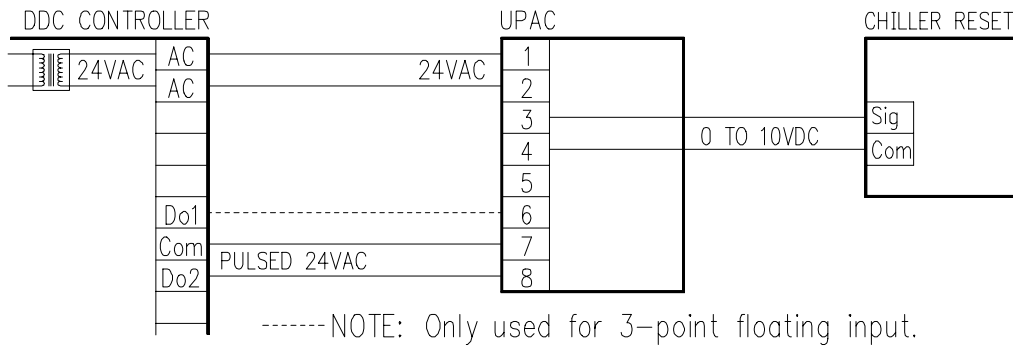 DDC CONTROLLER UPAC CHILLER RESET
24VAC AC 24VAC 1
AC 2
3 Sig
0 TO 10VDC
4 Com
5
Do1 6
Com 7
PULSED 24VAC
Do2 8
------NOTE: Only used for 3-point floating input.